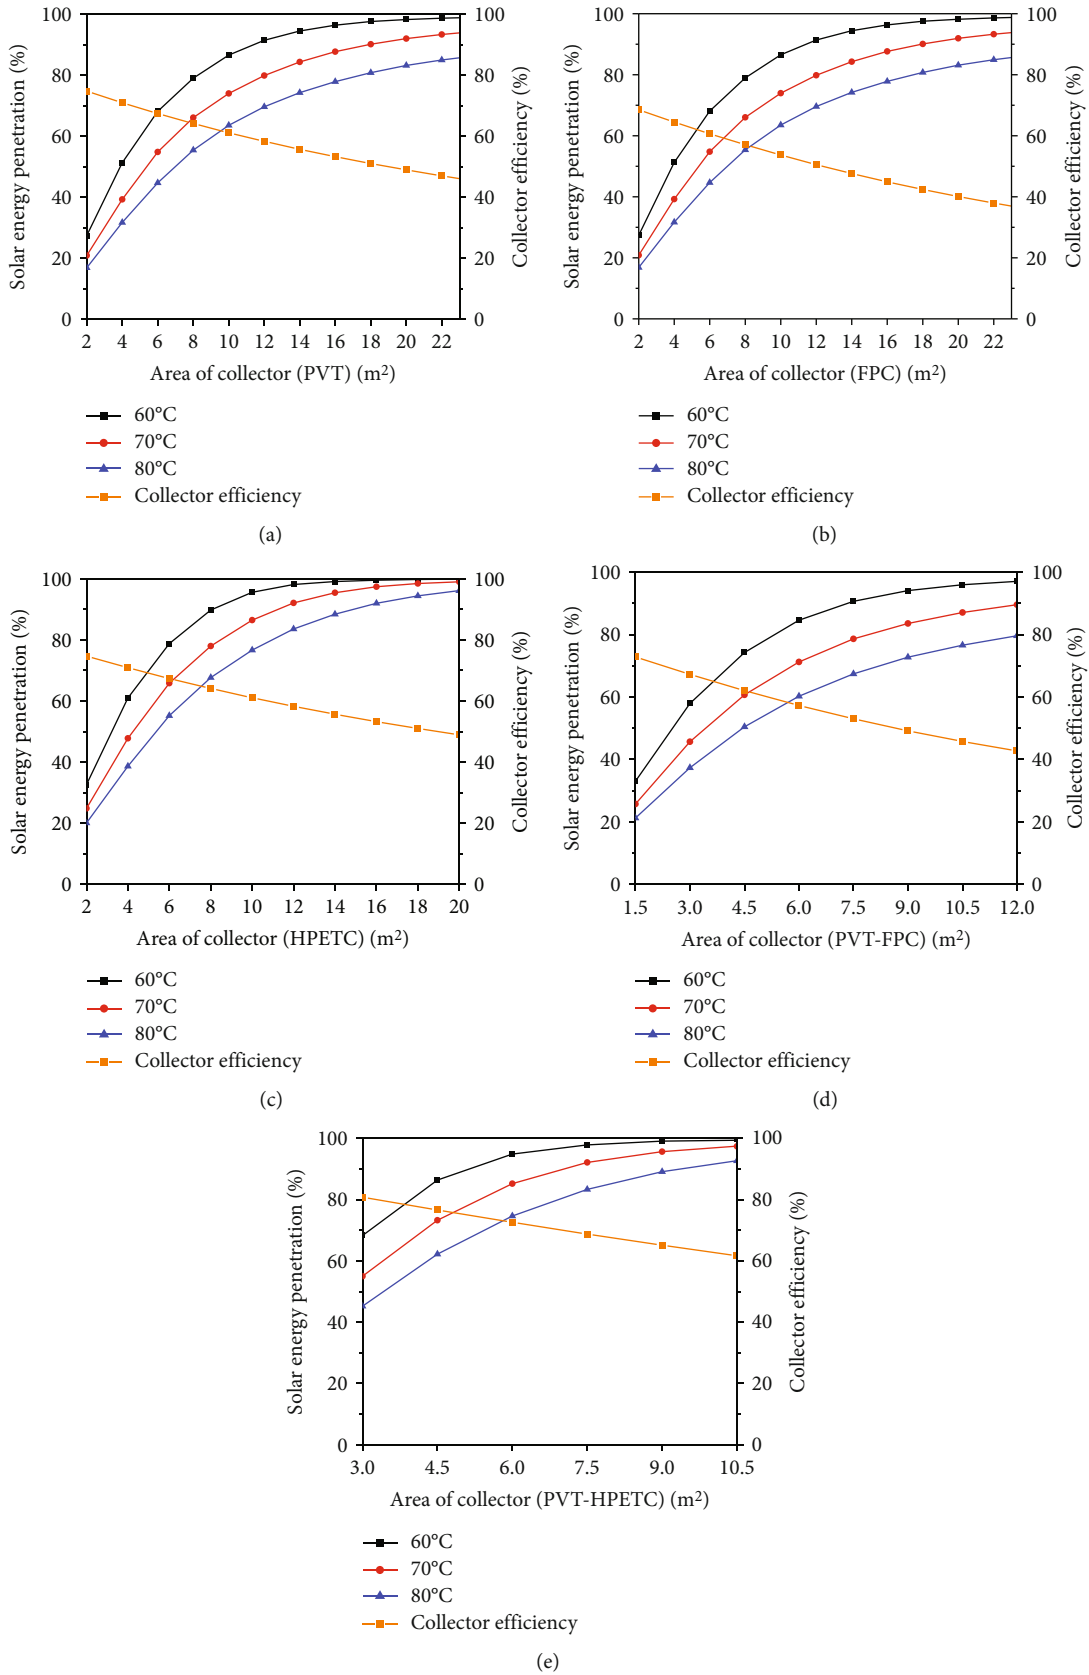 Solar energy penetration (%)
100
80
60
40
20
0
100
80
60
40
20
0
Collector efficiency (%)
2 4 6 8 10 12 14 16 18 20 22
Area of collector (PVT) (m²)
60°C
70°C
80°C
Collector efficiency
(a)
Solar energy penetration (%)
100
80
60
40
20
0
100
80
60
40
20
0
Collector efficiency (%)
2 4 6 8 10 12 14 16 18 20 22
Area of collector (FPC) (m²)
60°C
70°C
80°C
Collector efficiency
(b)
Solar energy penetration (%)
100
80
60
40
20
0
100
80
60
40
20
0
Collector efficiency (%)
2 4 6 8 10 12 14 16 18 20
Area of collector (HPETC) (m²)
60°C
70°C
80°C
Collector efficiency
(c)
Solar energy penetration (%)
100
80
60
40
20
0
100
80
60
40
20
0
Collector efficiency (%)
1.5 3.0 4.5 6.0 7.5 9.0 10.5 12.0
Area of collector (PVT-FPC) (m²)
60°C
70°C
80°C
Collector efficiency
(d)
Solar energy penetration (%)
100
80
60
40
20
0
100
80
60
40
20
0
Collector efficiency (%)
3.0 4.5 6.0 7.5 9.0 10.5
Area of collector (PVT-HPETC) (m²)
60°C
70°C
80°C
Collector efficiency
(e)